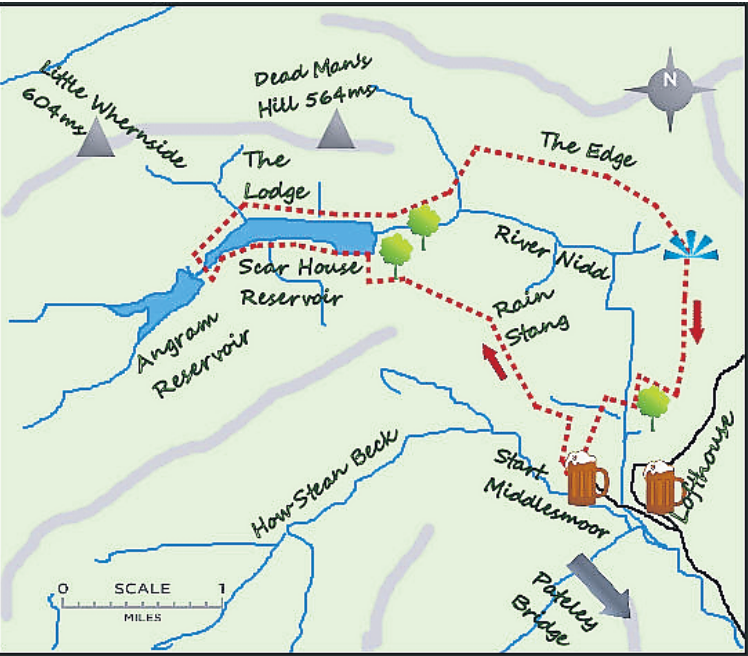 Little Whernside
604ms
Dead Man's
Hill 564ms
N
The
Lodge
The Edge
River Nidd
Scar House
Reservoir
Rain
Stang
Angram
Reservoir
How Stean Beck
Start
Middlesmoor
Lofthouse
Pateley
Bridge
0 SCALE 1
MILES